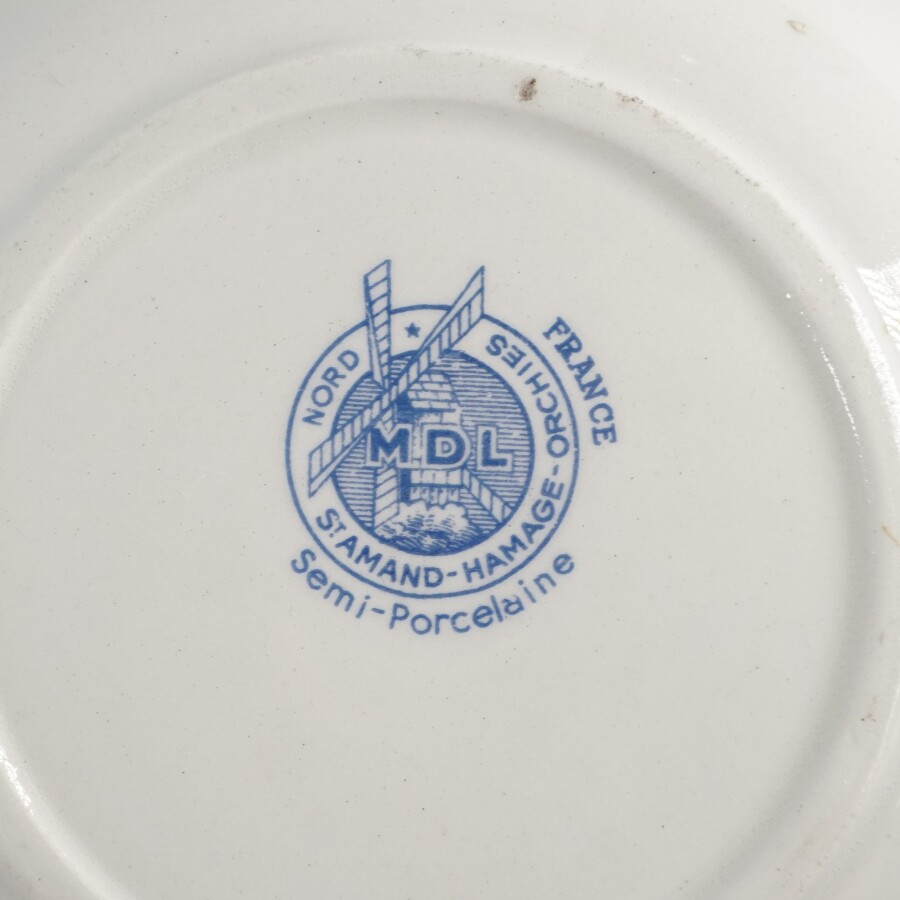 NORD
ST AMAND-HAMAGE-ORCHIES
MDL
FRANCE
Semi-Porcelaine